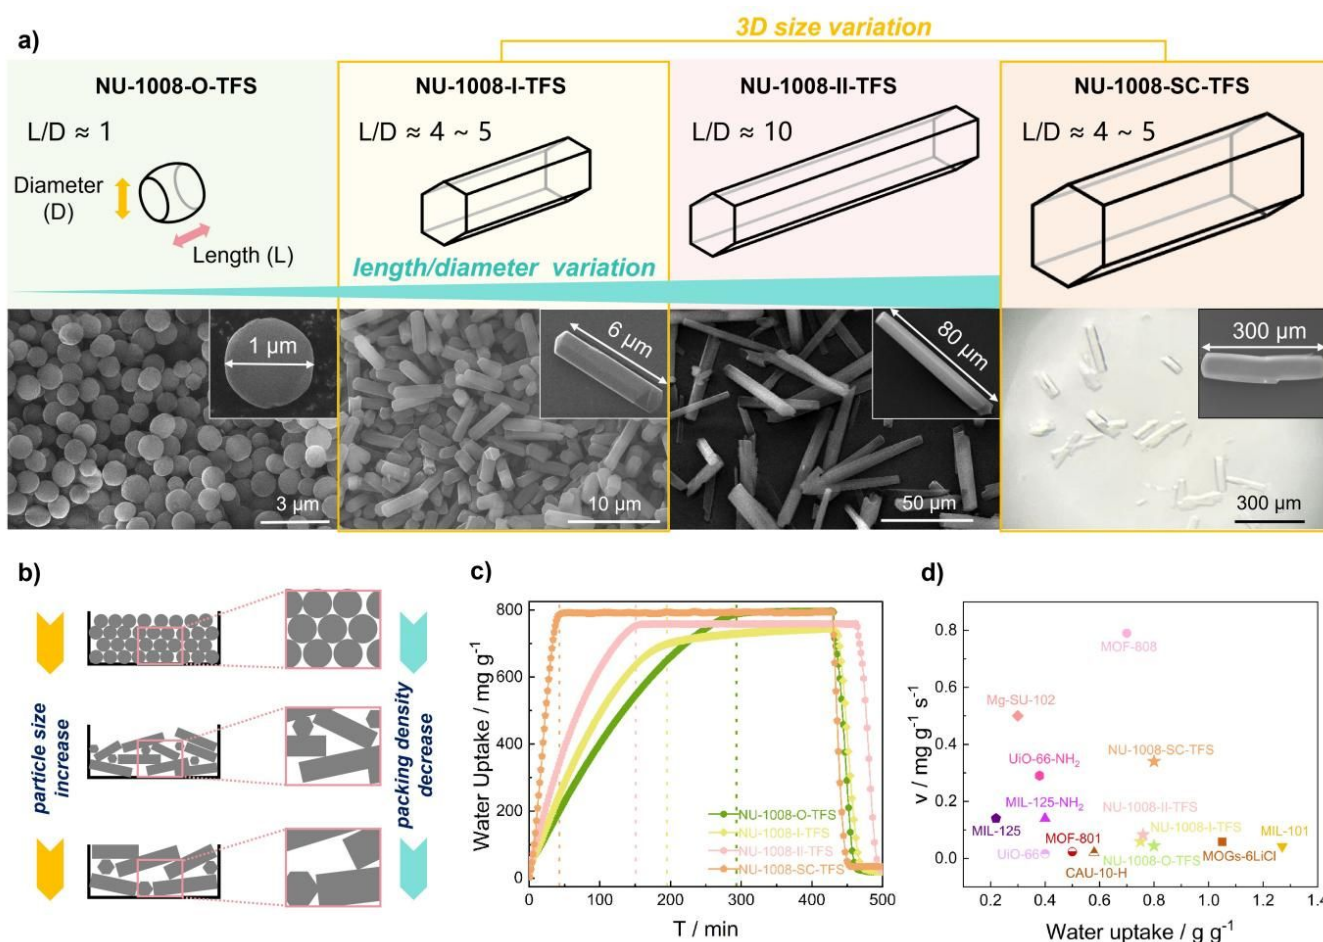 a)
3D size variation
NU-1008-O-TFS
NU-1008-I-TFS
NU-1008-II-TFS
NU-1008-SC-TFS
L/D ≈ 1
L/D ≈ 4 ~ 5
L/D ≈ 10
L/D ≈ 4 ~ 5
Diameter
(D)
Length (L)
length/diameter variation
1 μm
6 μm
80 μm
300 μm
3 μm
10 μm
50 μm
300 μm
b)
particle size
increase
packing density
decrease
c)
Water Uptake / mg g⁻¹
800
600
400
200
0
NU-1008-O-TFS
NU-1008-I-TFS
NU-1008-II-TFS
NU-1008-SC-TFS
0
100
200
300
400
500
T / min
d)
v / mg g⁻¹ s⁻¹
0.8
0.6
0.4
0.2
0.0
MOF-808
Mg-SU-102
NU-1008-SC-TFS
UiO-66-NH₂
MIL-125-NH₂
NU-1008-II-TFS
MIL-125
MOF-801
NU-1008-I-TFS
MIL-101
UiO-66
NU-1008-O-TFS
MOGs-6LiCl
CAU-10-H
0.2
0.4
0.6
0.8
1.0
1.2
1.4
Water uptake / g g⁻¹